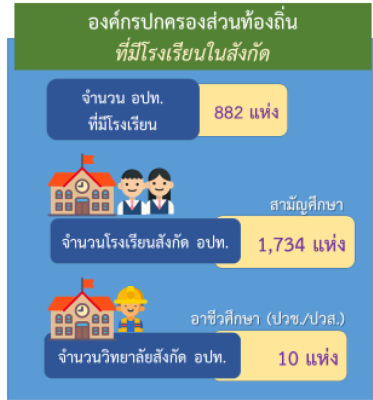 องค์กรปกครองส่วนท้องถิ่น
ที่มีโรงเรียนในสังกัด
จำนวน อปท.
ที่มีโรงเรียน
882 แห่ง
สามัญศึกษา
จำนวนโรงเรียนสังกัด อปท.
1,734 แห่ง
อาชีวศึกษา (ปวช./ปวส.)
จำนวนวิทยาลัยสังกัด อปท.
10 แห่ง